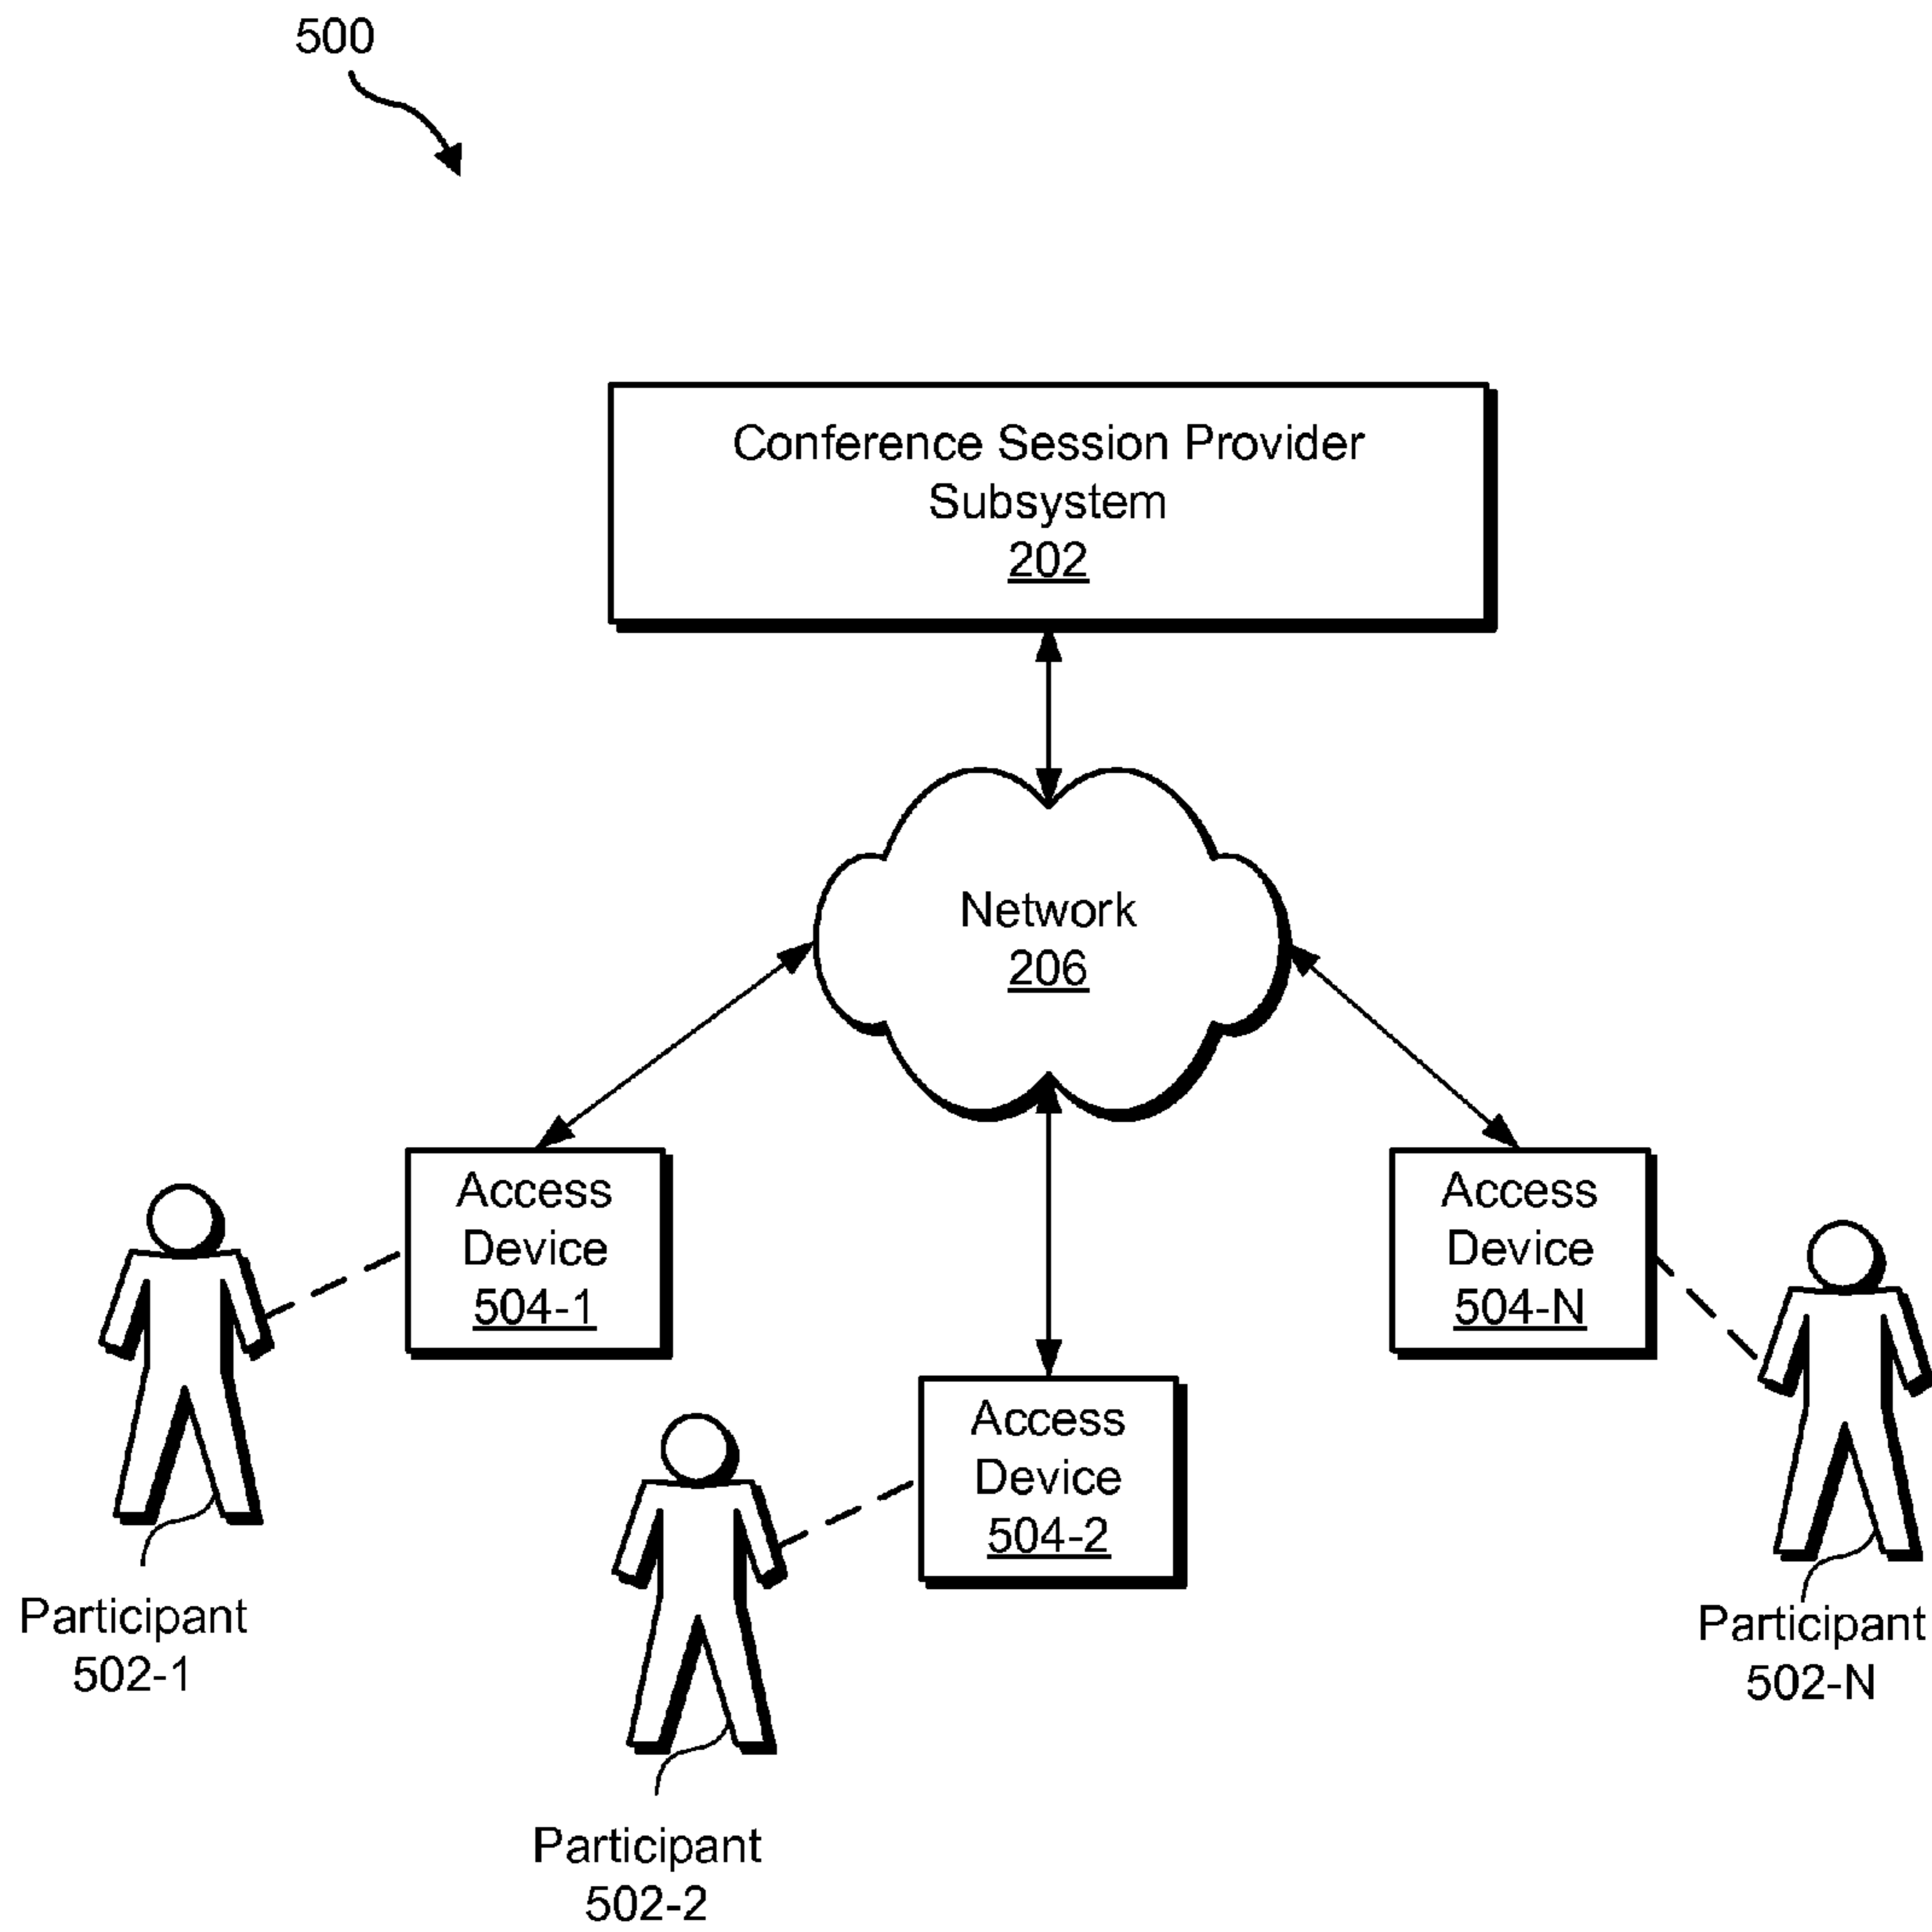 500
Conference Session Provider
Subsystem
202
Network
206
Access
Device
504-1
Access
Device
504-N
Access
Device
504-2
Participant
502-1
Participant
502-N
Participant
502-2